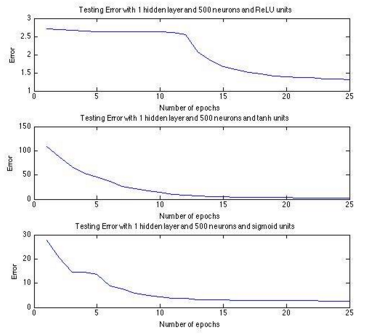 Testing Error with 1 hidden layer and 500 neurons and ReLU units
3
2.5
2
1.5
1
Error
0 5 10 15 20 25
Number of epochs
Testing Error with 1 hidden layer and 500 neurons and tanh units
150
100
50
0
Error
0 5 10 15 20 25
Number of epochs
Testing Error with 1 hidden layer and 500 neurons and sigmoid units
30
20
10
0
Error
0 5 10 15 20 25
Number of epochs